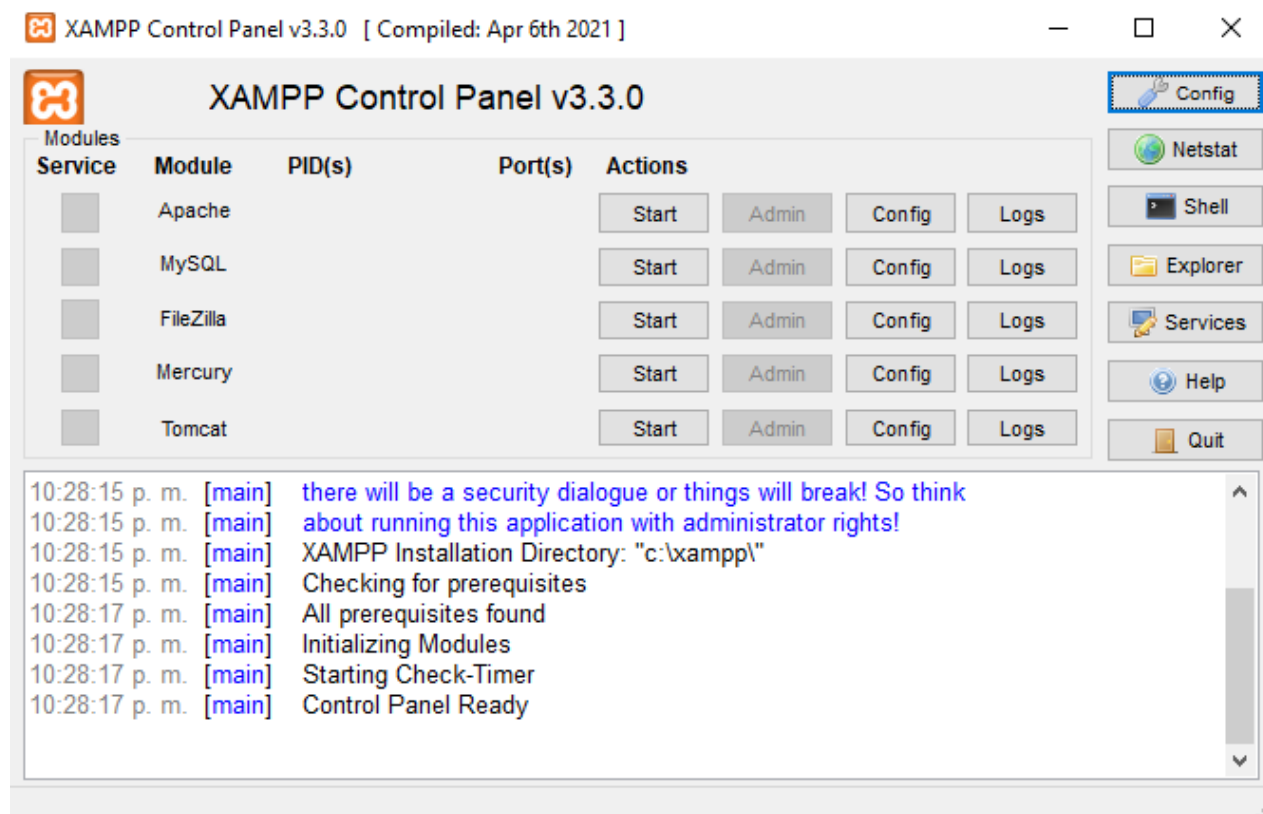 XAMPP Control Panel v3.3.0 [ Compiled: Apr 6th 2021 ]
XAMPP Control Panel v3.3.0
Config
Modules
Netstat
Service Module PID(s) Port(s) Actions
Apache Start Admin Config Logs
Shell
MySQL Start Admin Config Logs
Explorer
FileZilla Start Admin Config Logs
Services
Mercury Start Admin Config Logs
Help
Tomcat Start Admin Config Logs
Quit
10:28:15 p. m. [main] there will be a security dialogue or things will break! So think
10:28:15 p. m. [main] about running this application with administrator rights!
10:28:15 p. m. [main] XAMPP Installation Directory: "c:\xampp\"
10:28:15 p. m. [main] Checking for prerequisites
10:28:17 p. m. [main] All prerequisites found
10:28:17 p. m. [main] Initializing Modules
10:28:17 p. m. [main] Starting Check-Timer
10:28:17 p. m. [main] Control Panel Ready